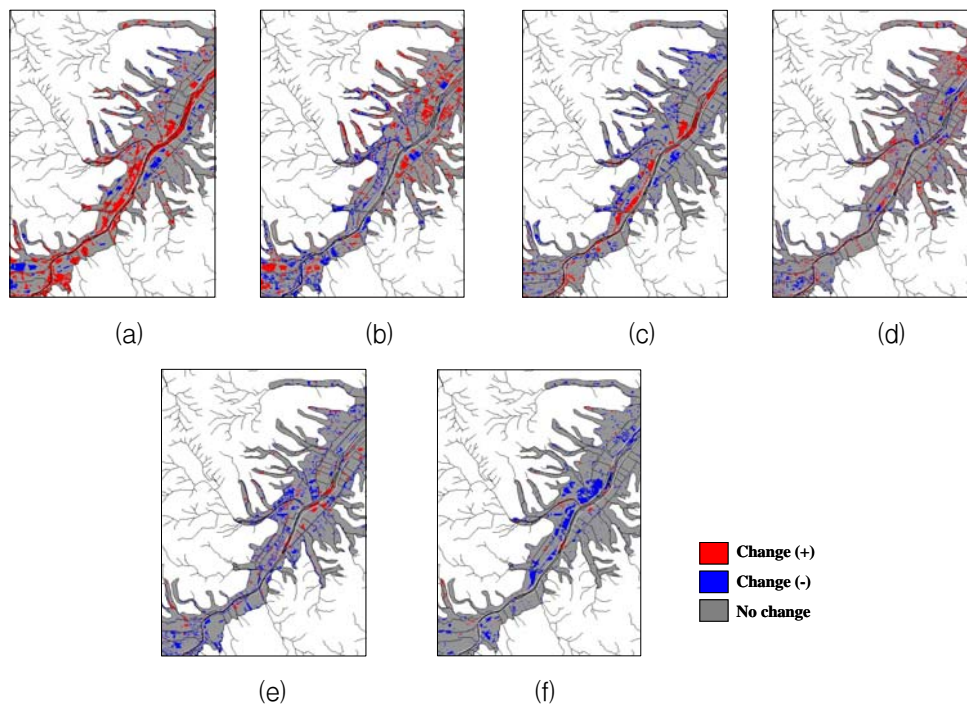 (a)
(b)
(c)
(d)
(e)
(f)
Change (+)
Change (-)
No change